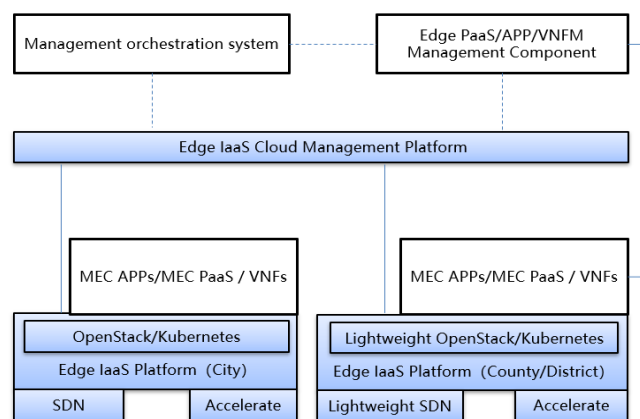 Management orchestration system
Edge PaaS/APP/VNFM
Management Component
Edge IaaS Cloud Management Platform
MEC APPs/MEC PaaS / VNFs
MEC APPs/MEC PaaS / VNFs
OpenStack/Kubernetes
Lightweight OpenStack/Kubernetes
Edge IaaS Platform（City）
Edge IaaS Platform（County/District）
SDN
Accelerate
Lightweight SDN
Accelerate